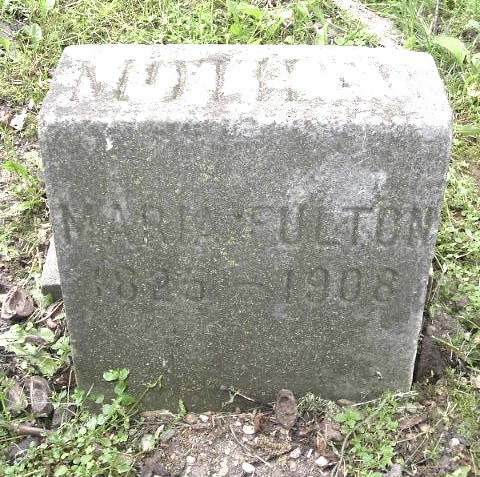 MOTHER
MARIA FULTON
1825 - 1908